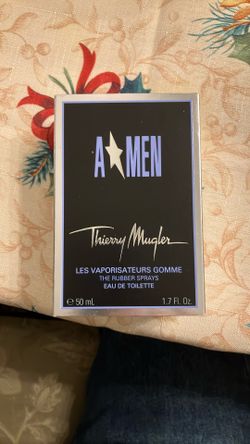 A★MEN
Thierry Mugler
LES VAPORISATEURS GOMME
THE RUBBER SPRAYS
EAU DE TOILETTE
℮ 50 mL 1.7 Fl. Oz.